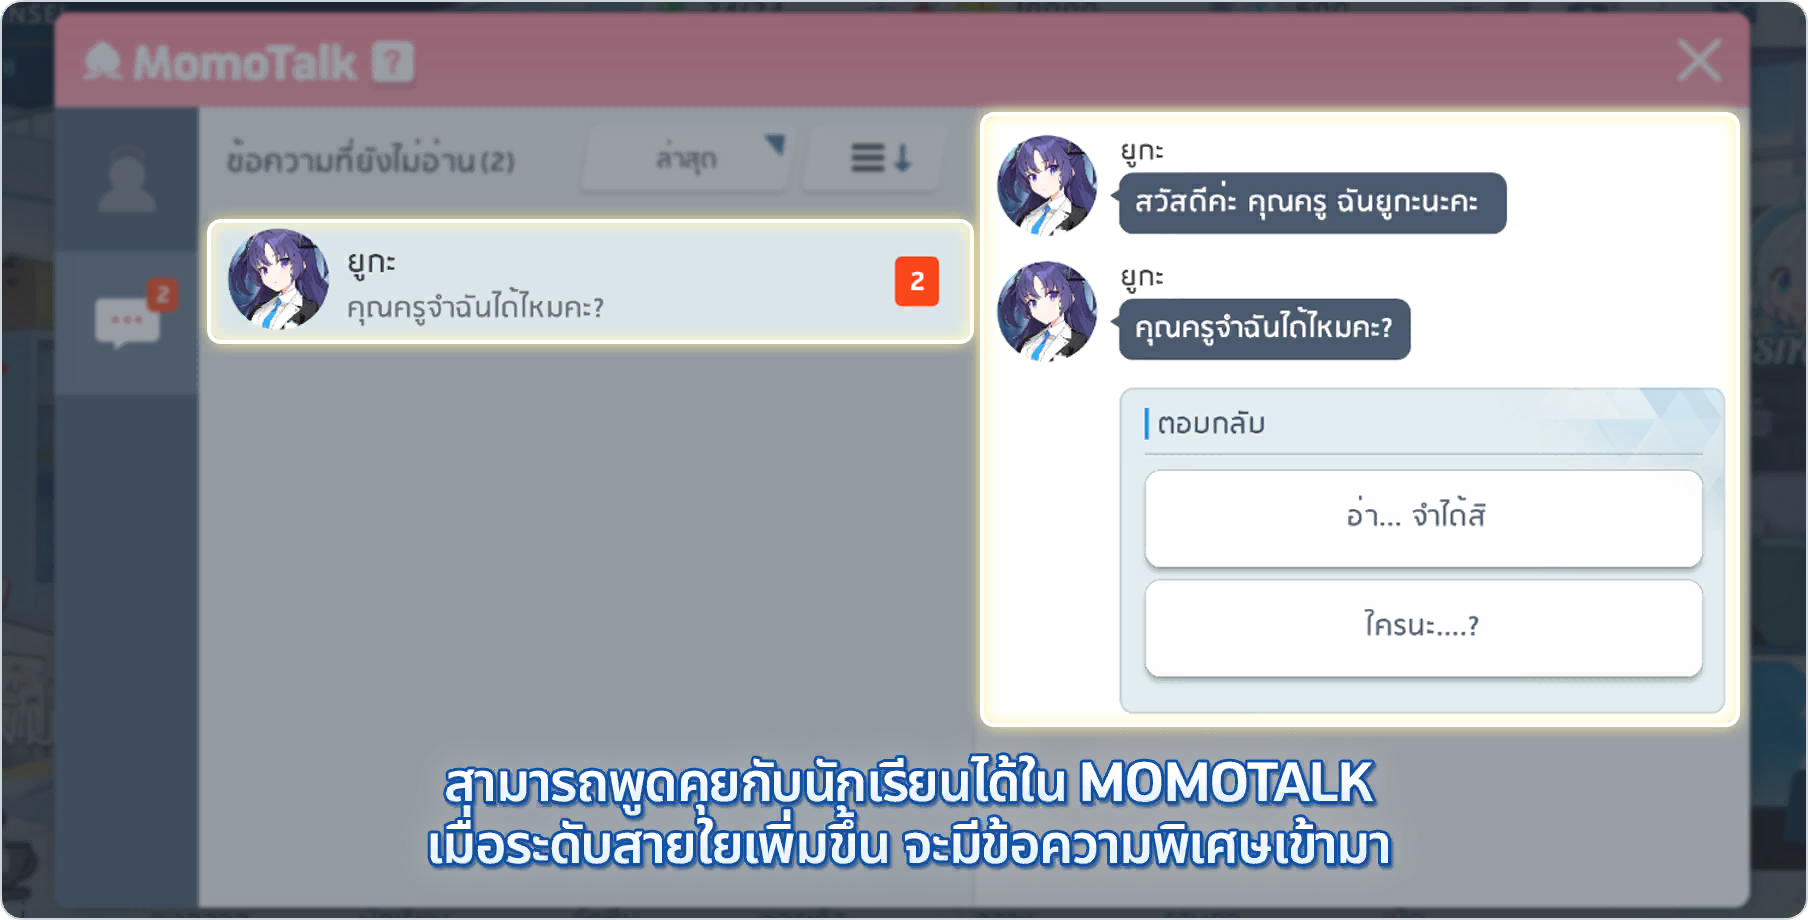 MomoTalk ?
ข้อความที่ยังไม่อ่าน (2)
ล่าสุด
2
ยูกะ
คุณครูจำฉันได้ไหมคะ?
2
ยูกะ
สวัสดีค่ะ คุณครู ฉันยูกะนะคะ
ยูกะ
คุณครูจำฉันได้ไหมคะ?
ตอบกลับ
อ่า... จำได้สิ
ใครนะ....?
สามารถพูดคุยกับนักเรียนได้ใน MOMOTALK
เมื่อระดับสายใยเพิ่มขึ้น จะมีข้อความพิเศษเข้ามา